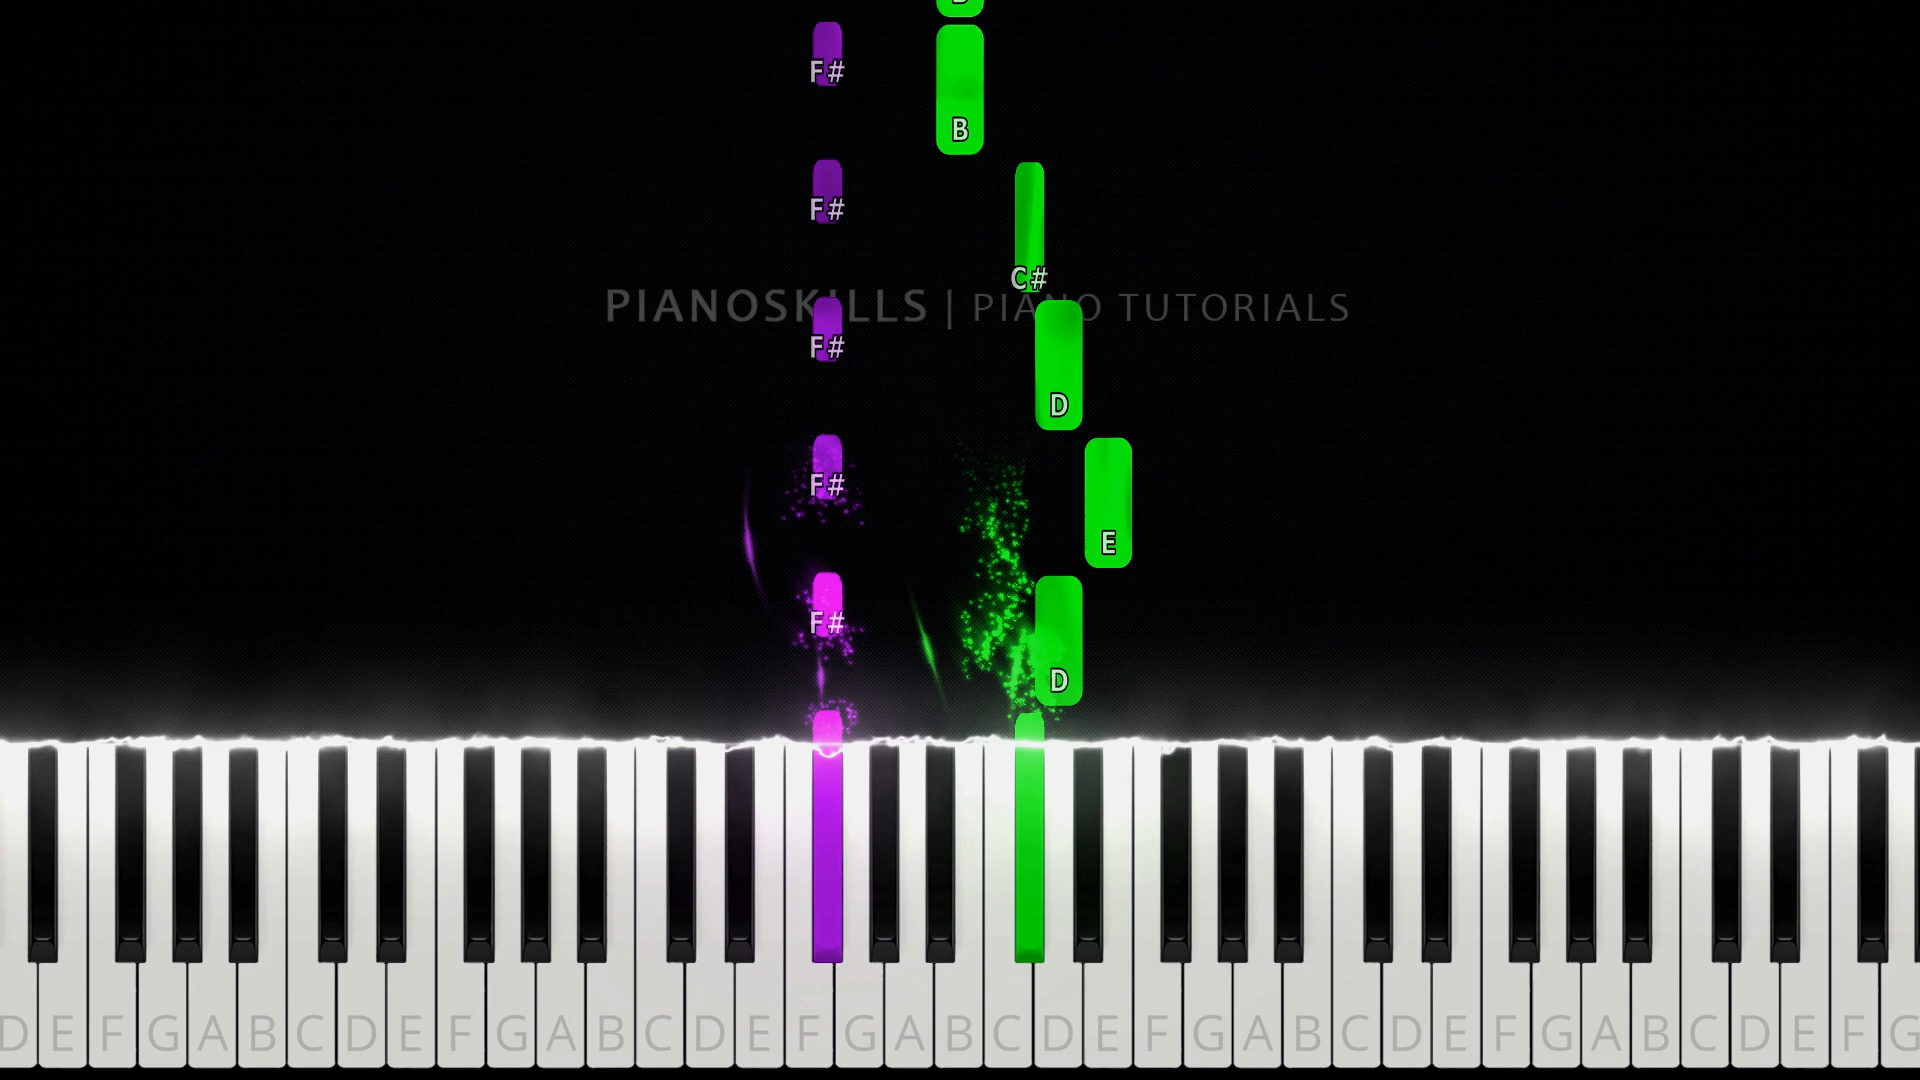 F#
B
F#
C#
PIANOSKILLS | PIANO TUTORIALS
F#
D
F#
E
F#
D
D E F G A B C D E F G A B C D E F G A B C D E F G A B C D E F G A B C D E F G